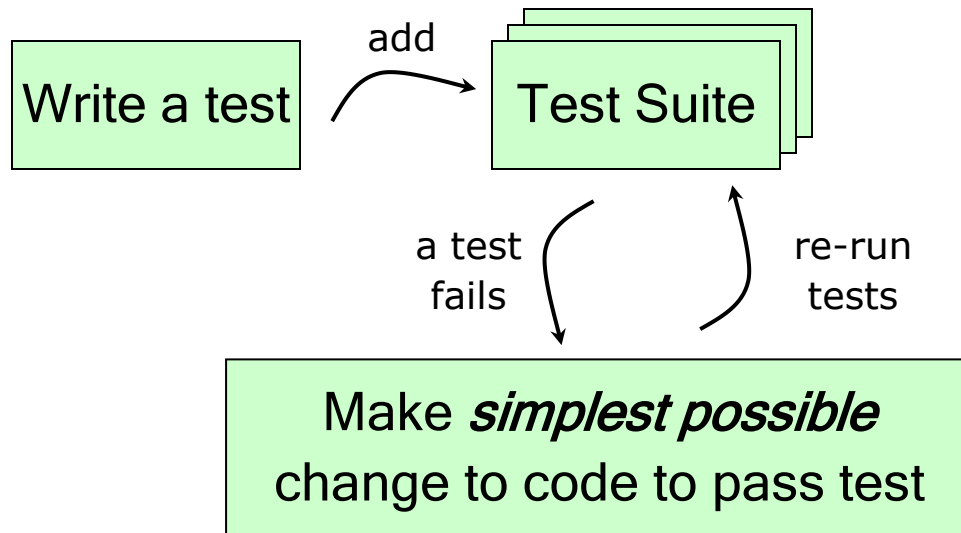 add
Write a test
Test Suite
a test
fails
re-run
tests
Make simplest possible
change to code to pass test